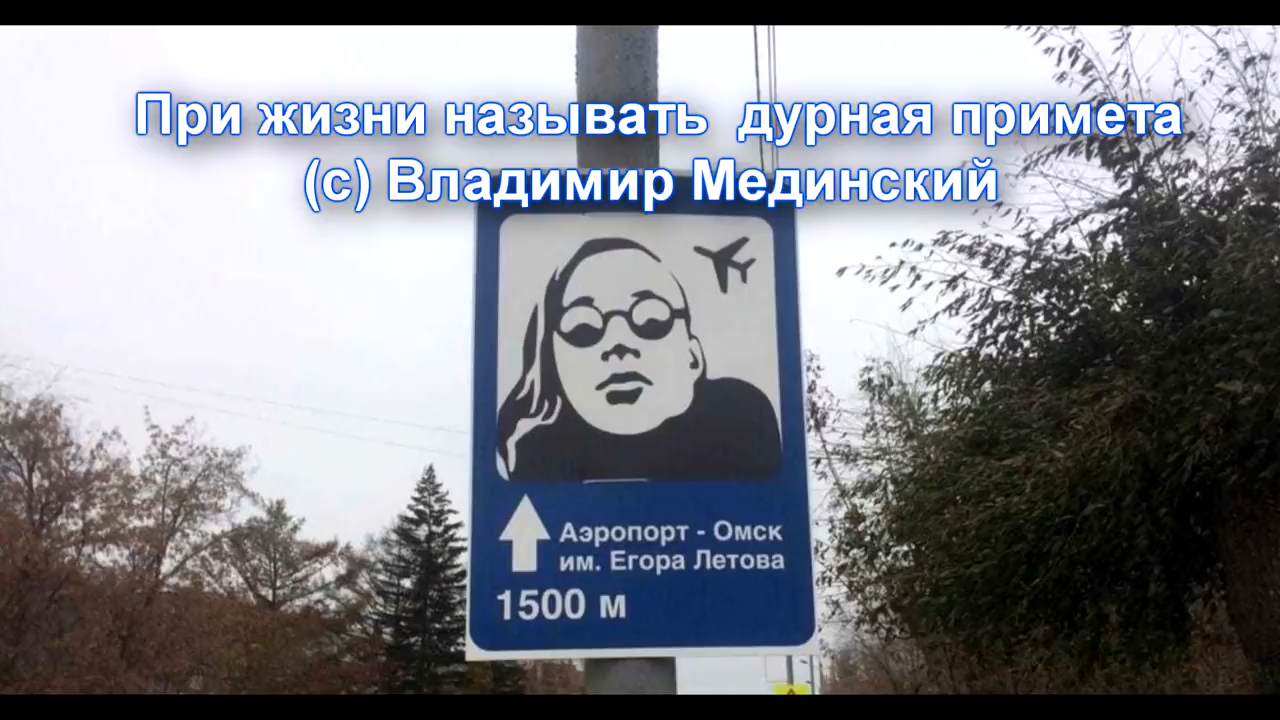 При жизни называть дурная примета
(с) Владимир Мединский
Аэропорт - Омск
им. Егора Летова
1500 м